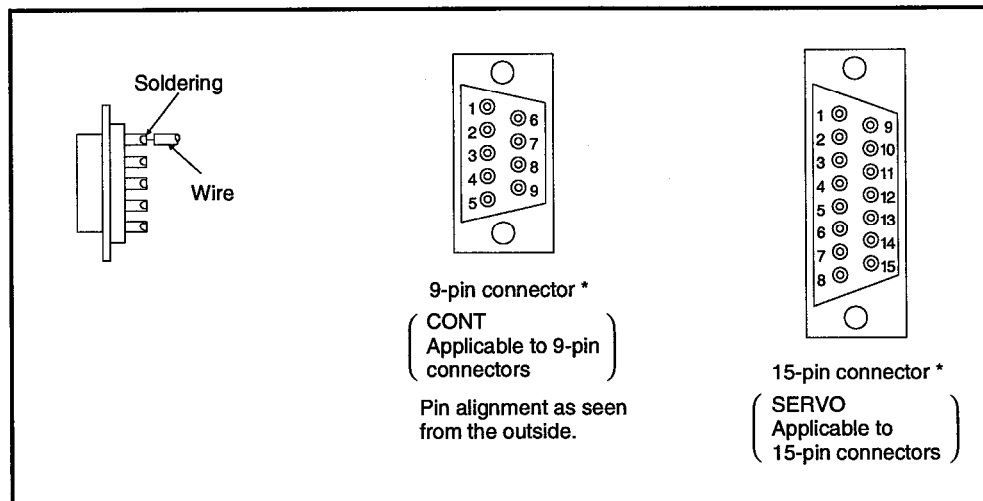 Soldering
Wire
1
2
3
4
5
6
7
8
9
9-pin connector *
CONT
Applicable to 9-pin
connectors
Pin alignment as seen
from the outside.
1
2
3
4
5
6
7
8
9
10
11
12
13
14
15
15-pin connector *
SERVO
Applicable to
15-pin connectors